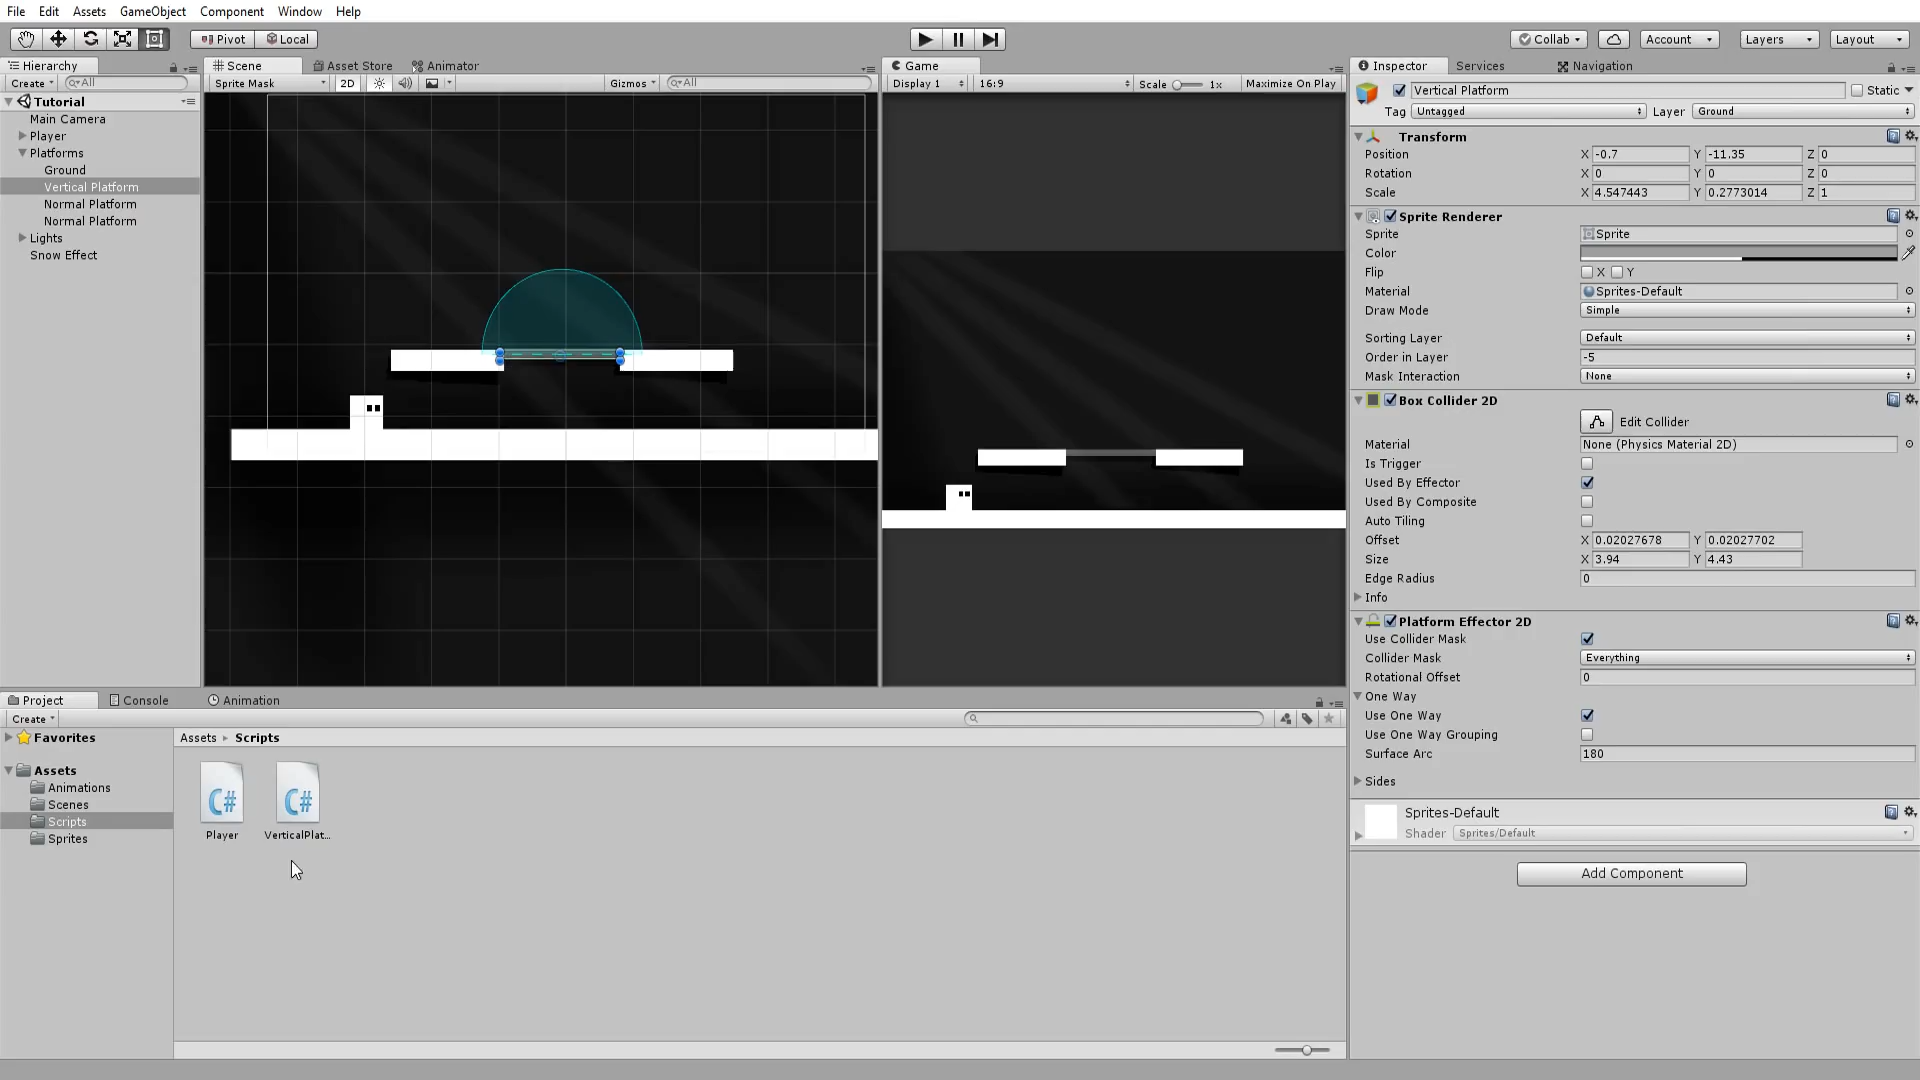 File Edit Assets GameObject Component Window Help
Pivot Local Collab Account Layers Layout
Hierarchy
Create All
Tutorial
Main Camera
Player
Platforms
Ground
Vertical Platform
Normal Platform
Normal Platform
Lights
Snow Effect
Scene Asset Store Animator
Sprite Mask 2D Gizmos All
Game
Display 1 16:9 Scale 1x Maximize On Play
Inspector Services Navigation
Vertical Platform Static
Tag Untagged Layer Ground
Transform
Position X -0.7 Y -11.35 Z 0
Rotation X 0 Y 0 Z 0
Scale X 4.547443 Y 0.2773014 Z 1
Sprite Renderer
Sprite Sprite
Color
Flip X Y
Material Sprites-Default
Draw Mode Simple
Sorting Layer Default
Order in Layer -5
Mask Interaction None
Box Collider 2D
Edit Collider
Material None (Physics Material 2D)
Is Trigger
Used By Effector
Used By Composite
Auto Tiling
Offset X 0.02027678 Y 0.02027702
Size X 3.94 Y 4.43
Edge Radius 0
Info
Platform Effector 2D
Use Collider Mask
Collider Mask Everything
Rotational Offset 0
One Way
Use One Way
Use One Way Grouping
Surface Arc 180
Sides
Sprites-Default
Shader Sprites/Default
Add Component
Project Console Animation
Create
Favorites
Assets
Animations
Scenes
Scripts
Sprites
Assets Scripts
C# C#
Player VerticalPlat...